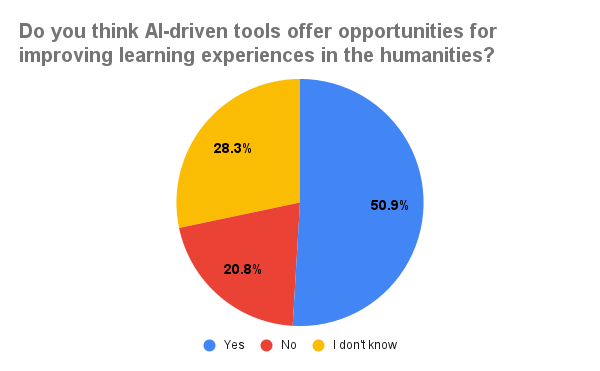 Do you think AI-driven tools offer opportunities for
improving learning experiences in the humanities?
28.3%
50.9%
20.8%
Yes No I don't know